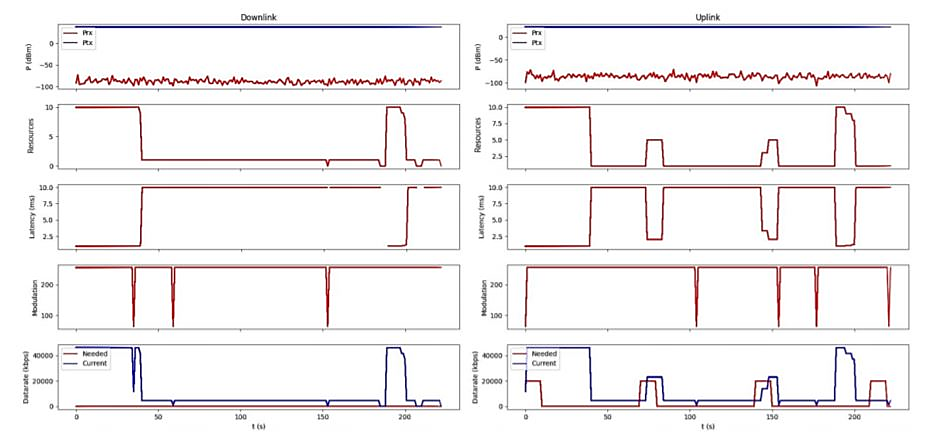 Downlink
P (dBm)
0
−50
−100
Prx
Ptx
Resources
10
5
0
Latency (ms)
10.0
7.5
5.0
2.5
Modulation
200
100
Datarate (kbps)
40000
20000
0
Needed
Current
0 50 100 150 200
t (s)
Uplink
P (dBm)
0
−50
−100
Prx
Ptx
Resources
10.0
7.5
5.0
2.5
Latency (ms)
10.0
7.5
5.0
2.5
Modulation
200
100
Datarate (kbps)
40000
20000
0
Needed
Current
0 50 100 150 200
t (s)